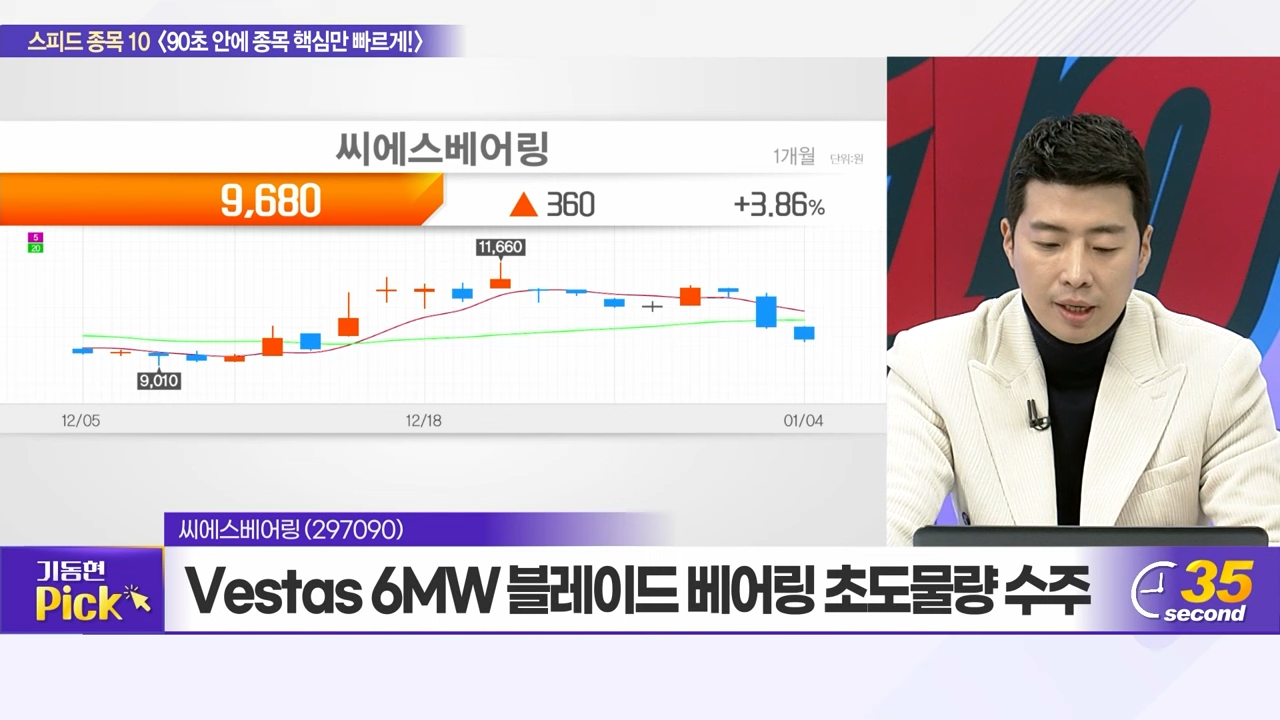 스피드 종목 10 〈90초 안에 종목 핵심만 빠르게!〉
씨에스베어링
1개월 단위:원
9,680 ▲ 360 +3.86%
5
20
11,660
9,010
12/05 12/18 01/04
씨에스베어링 (297090)
기동현
Pick
Vestas 6MW 블레이드 베어링 초도물량 수주
35
second
10